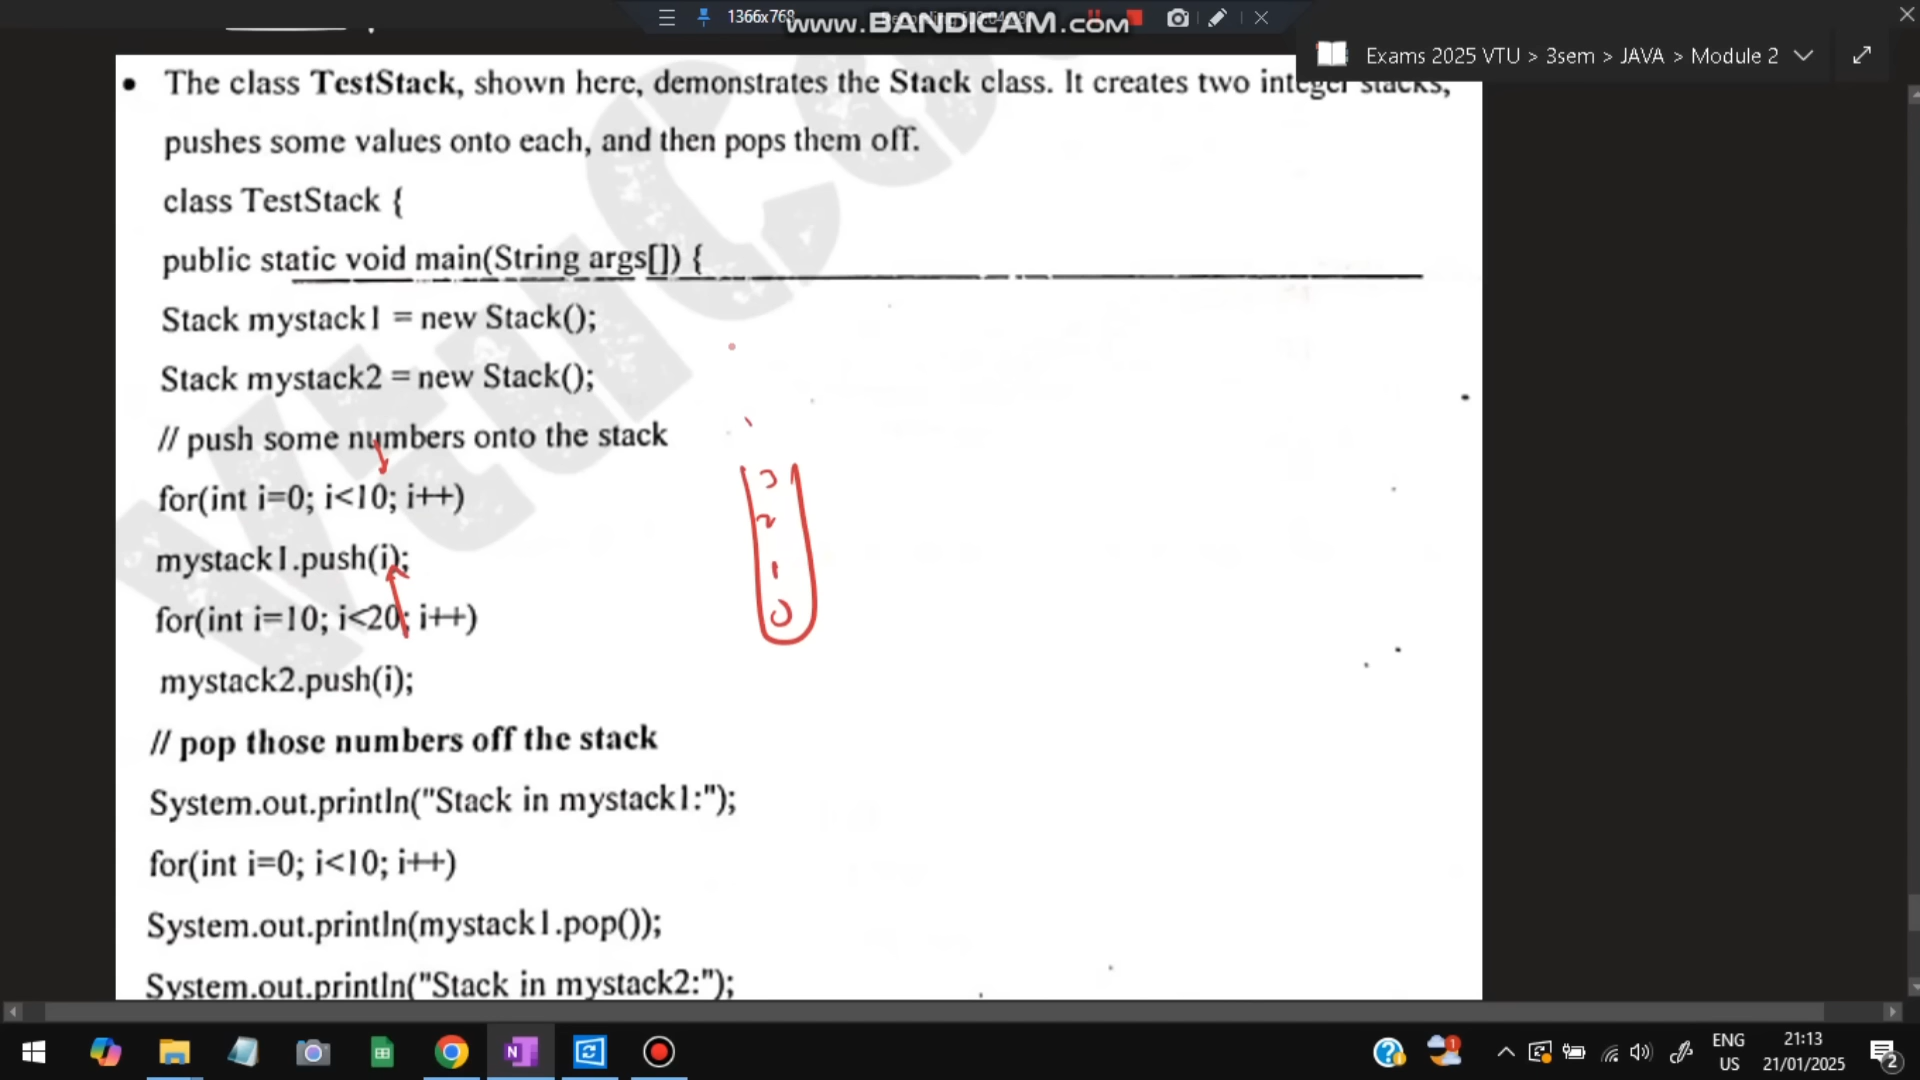 1366x768
www.BANDICAM.com
Exams 2025 VTU > 3sem > JAVA > Module 2
• The class TestStack, shown here, demonstrates the Stack class. It creates two integer stacks,
pushes some values onto each, and then pops them off.
class TestStack {
public static void main(String args[]) {
Stack mystack1 = new Stack();
Stack mystack2 = new Stack();
// push some numbers onto the stack
for(int i=0; i<10; i++)
mystack1.push(i);
for(int i=10; i<20; i++)
mystack2.push(i);
// pop those numbers off the stack
System.out.println("Stack in mystack1:");
for(int i=0; i<10; i++)
System.out.println(mystack1.pop());
System.out.println("Stack in mystack2:");
3
2
1
0
ENG
US
21:13
21/01/2025
2